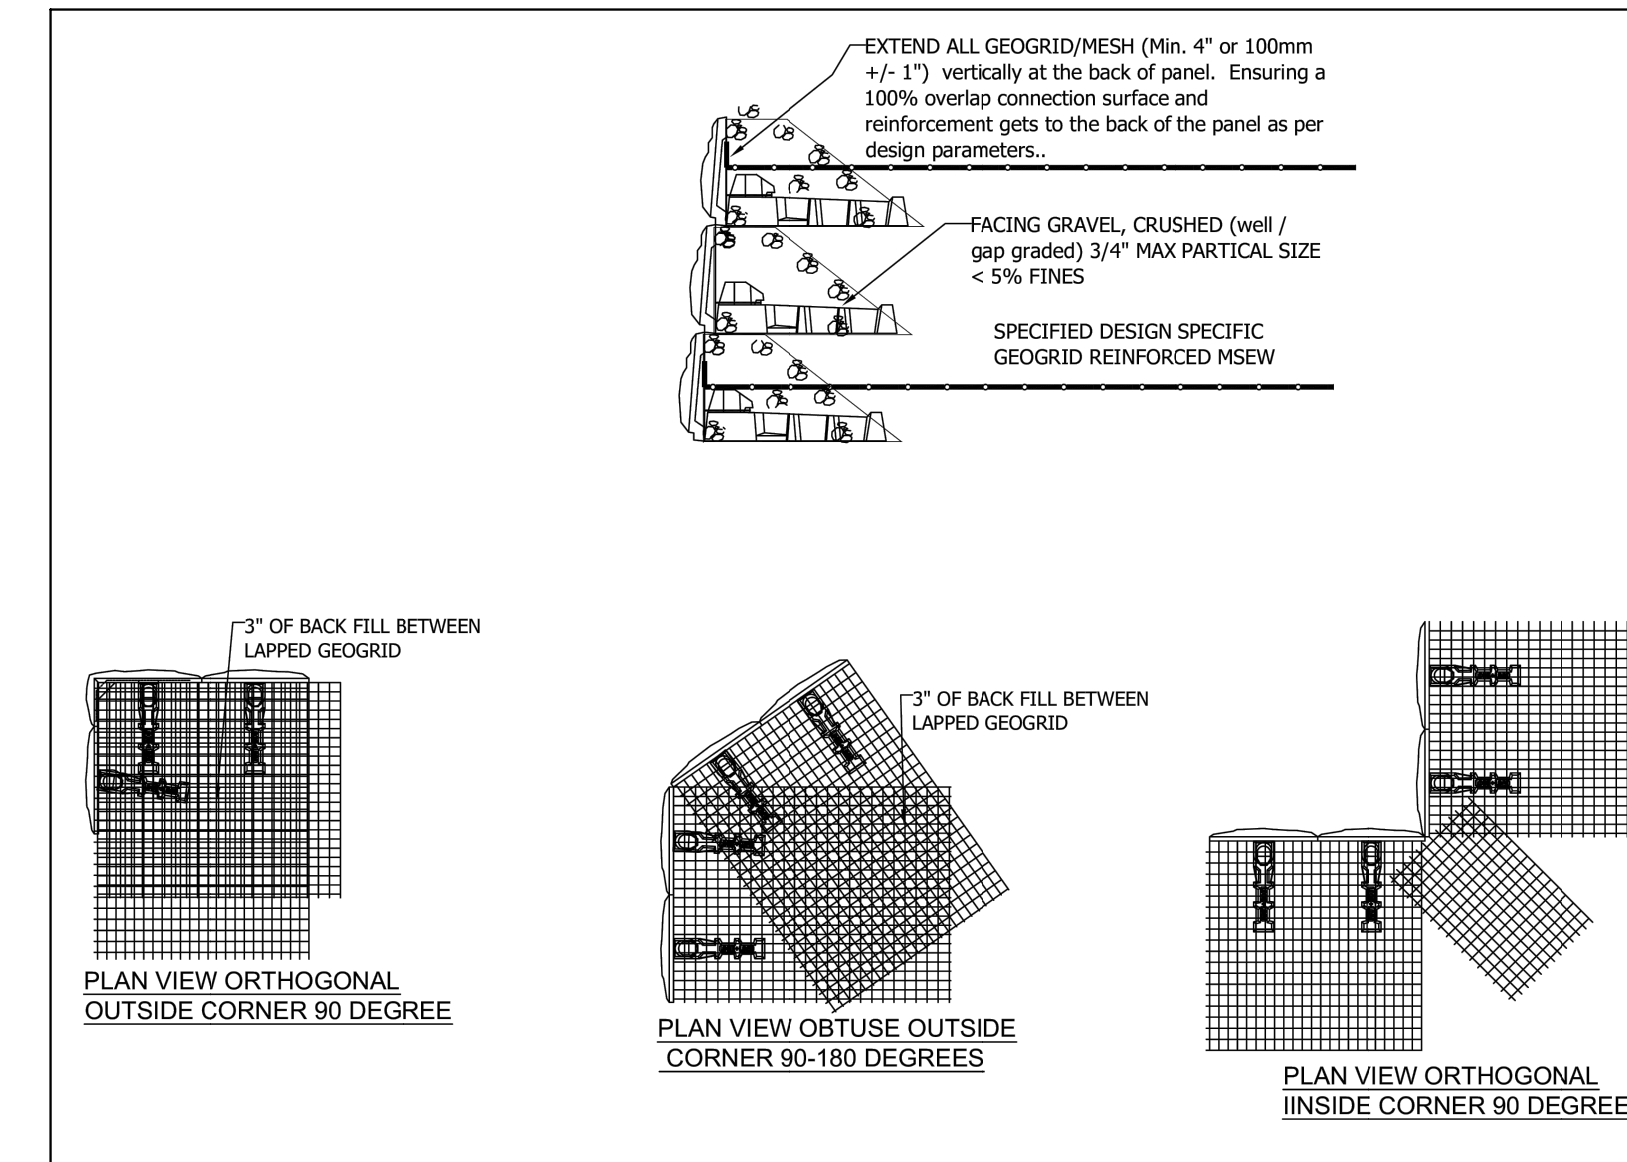 EXTEND ALL GEOGRID/MESH (Min. 4" or 100mm
+/- 1") vertically at the back of panel. Ensuring a
100% overlap connection surface and
reinforcement gets to the back of the panel as per
design parameters..
FACING GRAVEL, CRUSHED (well /
gap graded) 3/4" MAX PARTICAL SIZE
< 5% FINES
SPECIFIED DESIGN SPECIFIC
GEOGRID REINFORCED MSEW
3" OF BACK FILL BETWEEN
LAPPED GEOGRID
3" OF BACK FILL BETWEEN
LAPPED GEOGRID
PLAN VIEW ORTHOGONAL
OUTSIDE CORNER 90 DEGREE
PLAN VIEW OBTUSE OUTSIDE
CORNER 90-180 DEGREES
PLAN VIEW ORTHOGONAL
IINSIDE CORNER 90 DEGREE